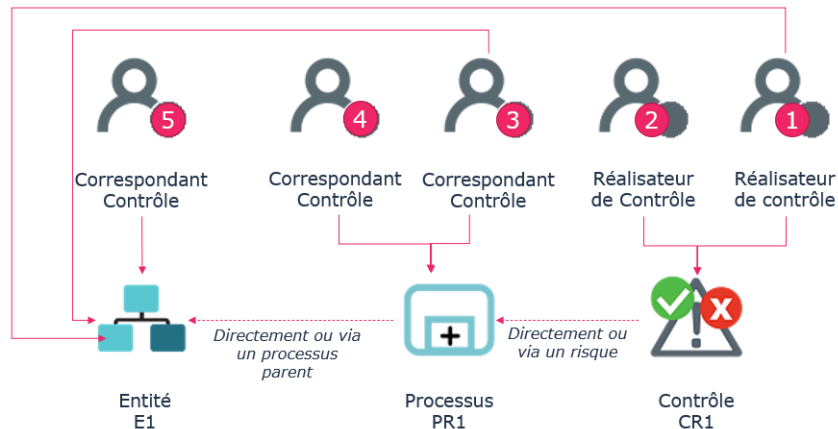 5
4
3
2
1
Correspondant
Contrôle
Correspondant
Contrôle
Correspondant
Contrôle
Réalisateur
de Contrôle
Réalisateur
de contrôle
Directement ou via
un processus
parent
Directement ou
via un risque
Entité
E1
Processus
PR1
Contrôle
CR1